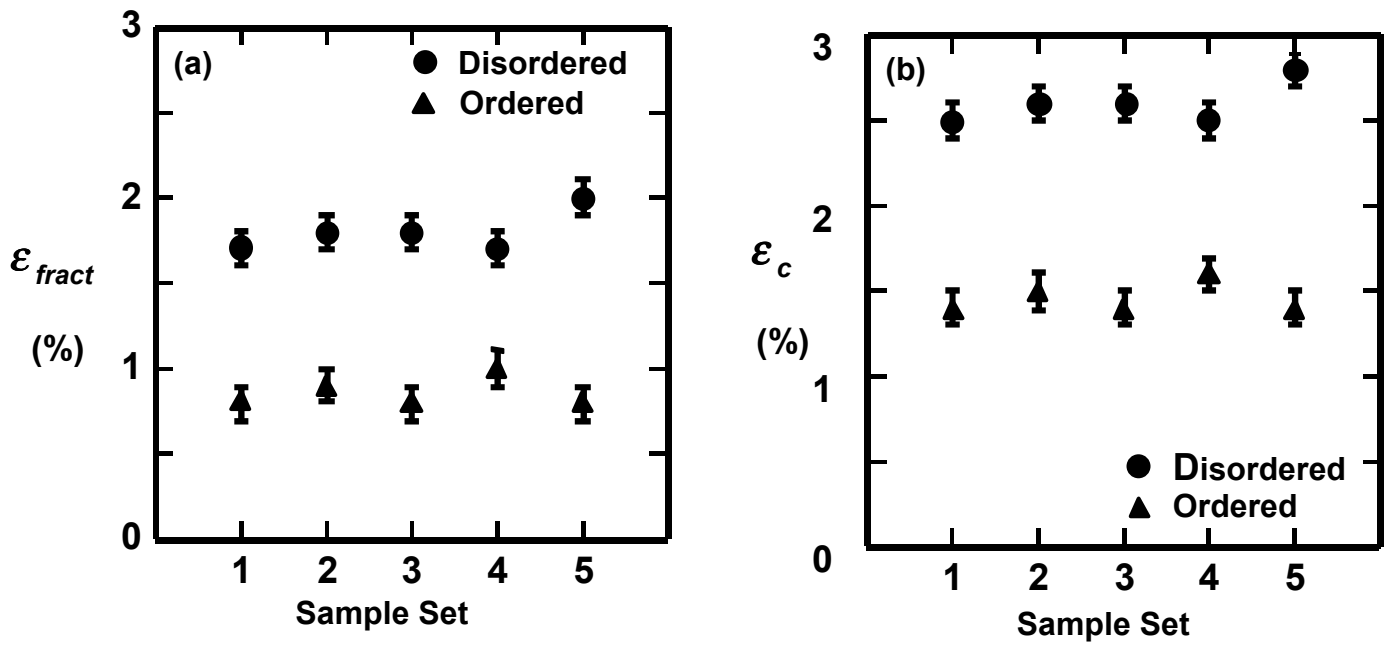 3
(a)
Disordered
Ordered
2
ε fract
(%)
1
0
1 2 3 4 5
Sample Set
3
(b)
2
ε c
(%)
1
Disordered
Ordered
0
1 2 3 4 5
Sample Set